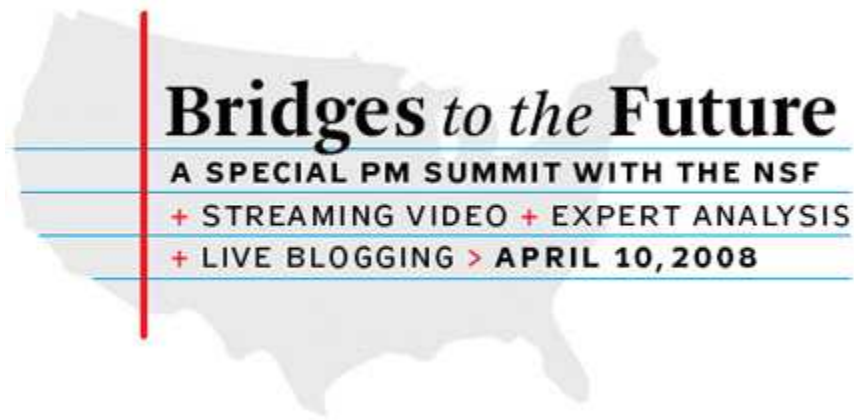 Bridges to the Future
A SPECIAL PM SUMMIT WITH THE NSF
+ STREAMING VIDEO + EXPERT ANALYSIS
+ LIVE BLOGGING > APRIL 10, 2008